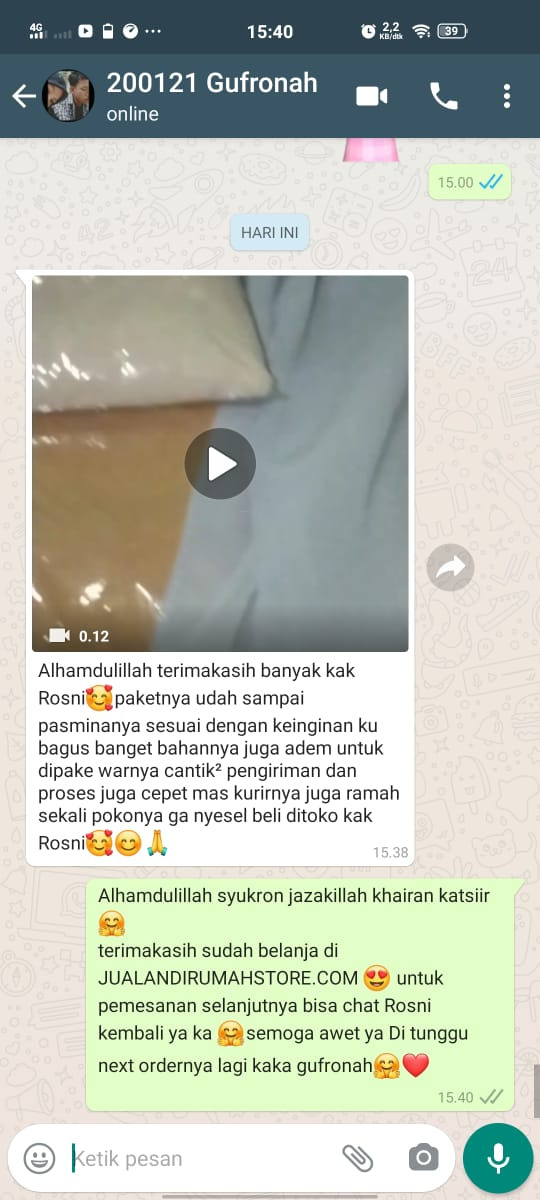 4G
15:40
2,2
KB/dtk
39
200121 Gufronah
online
15.00
HARI INI
0.12
Alhamdulillah terimakasih banyak kak
Rosni🥰paketnya udah sampai
pasminanya sesuai dengan keinginan ku
bagus banget bahannya juga adem untuk
dipake warnya cantik² pengiriman dan
proses juga cepet mas kurirnya juga ramah
sekali pokonya ga nyesel beli ditoko kak
Rosni🥰😊🙏
15.38
Alhamdulillah syukron jazakillah khairan katsiir
🤗
terimakasih sudah belanja di
JUALANDIRUMAHSTORE.COM 😍 untuk
pemesanan selanjutnya bisa chat Rosni
kembali ya ka 🤗semoga awet ya Di tunggu
next ordernya lagi kaka gufronah🤗❤️
15.40
Ketik pesan